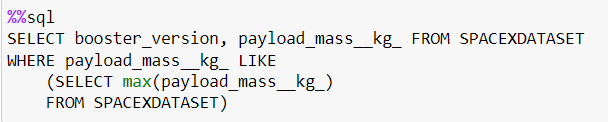 %%sql
SELECT booster_version, payload_mass__kg_ FROM SPACEXDATASET
WHERE payload_mass__kg_ LIKE
    (SELECT max(payload_mass__kg_)
    FROM SPACEXDATASET)